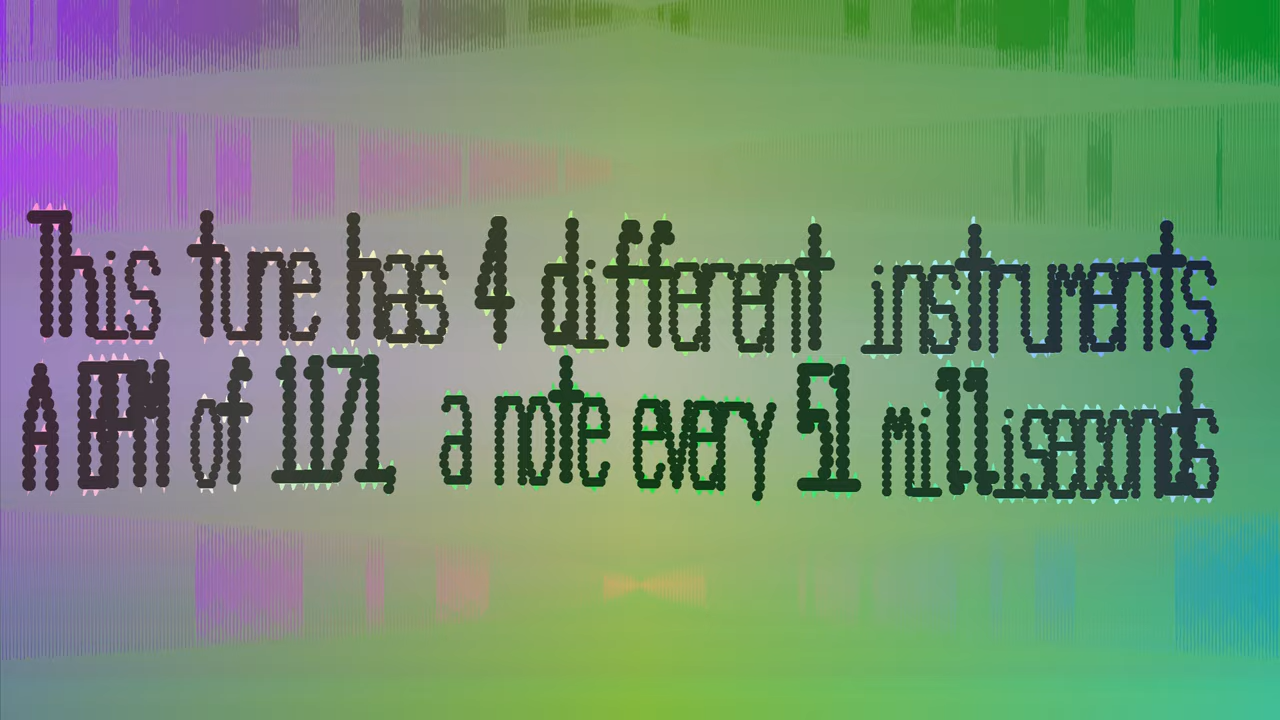 This tune has 4 different instruments
A BPM of 1171, a note every 51 milliseconds